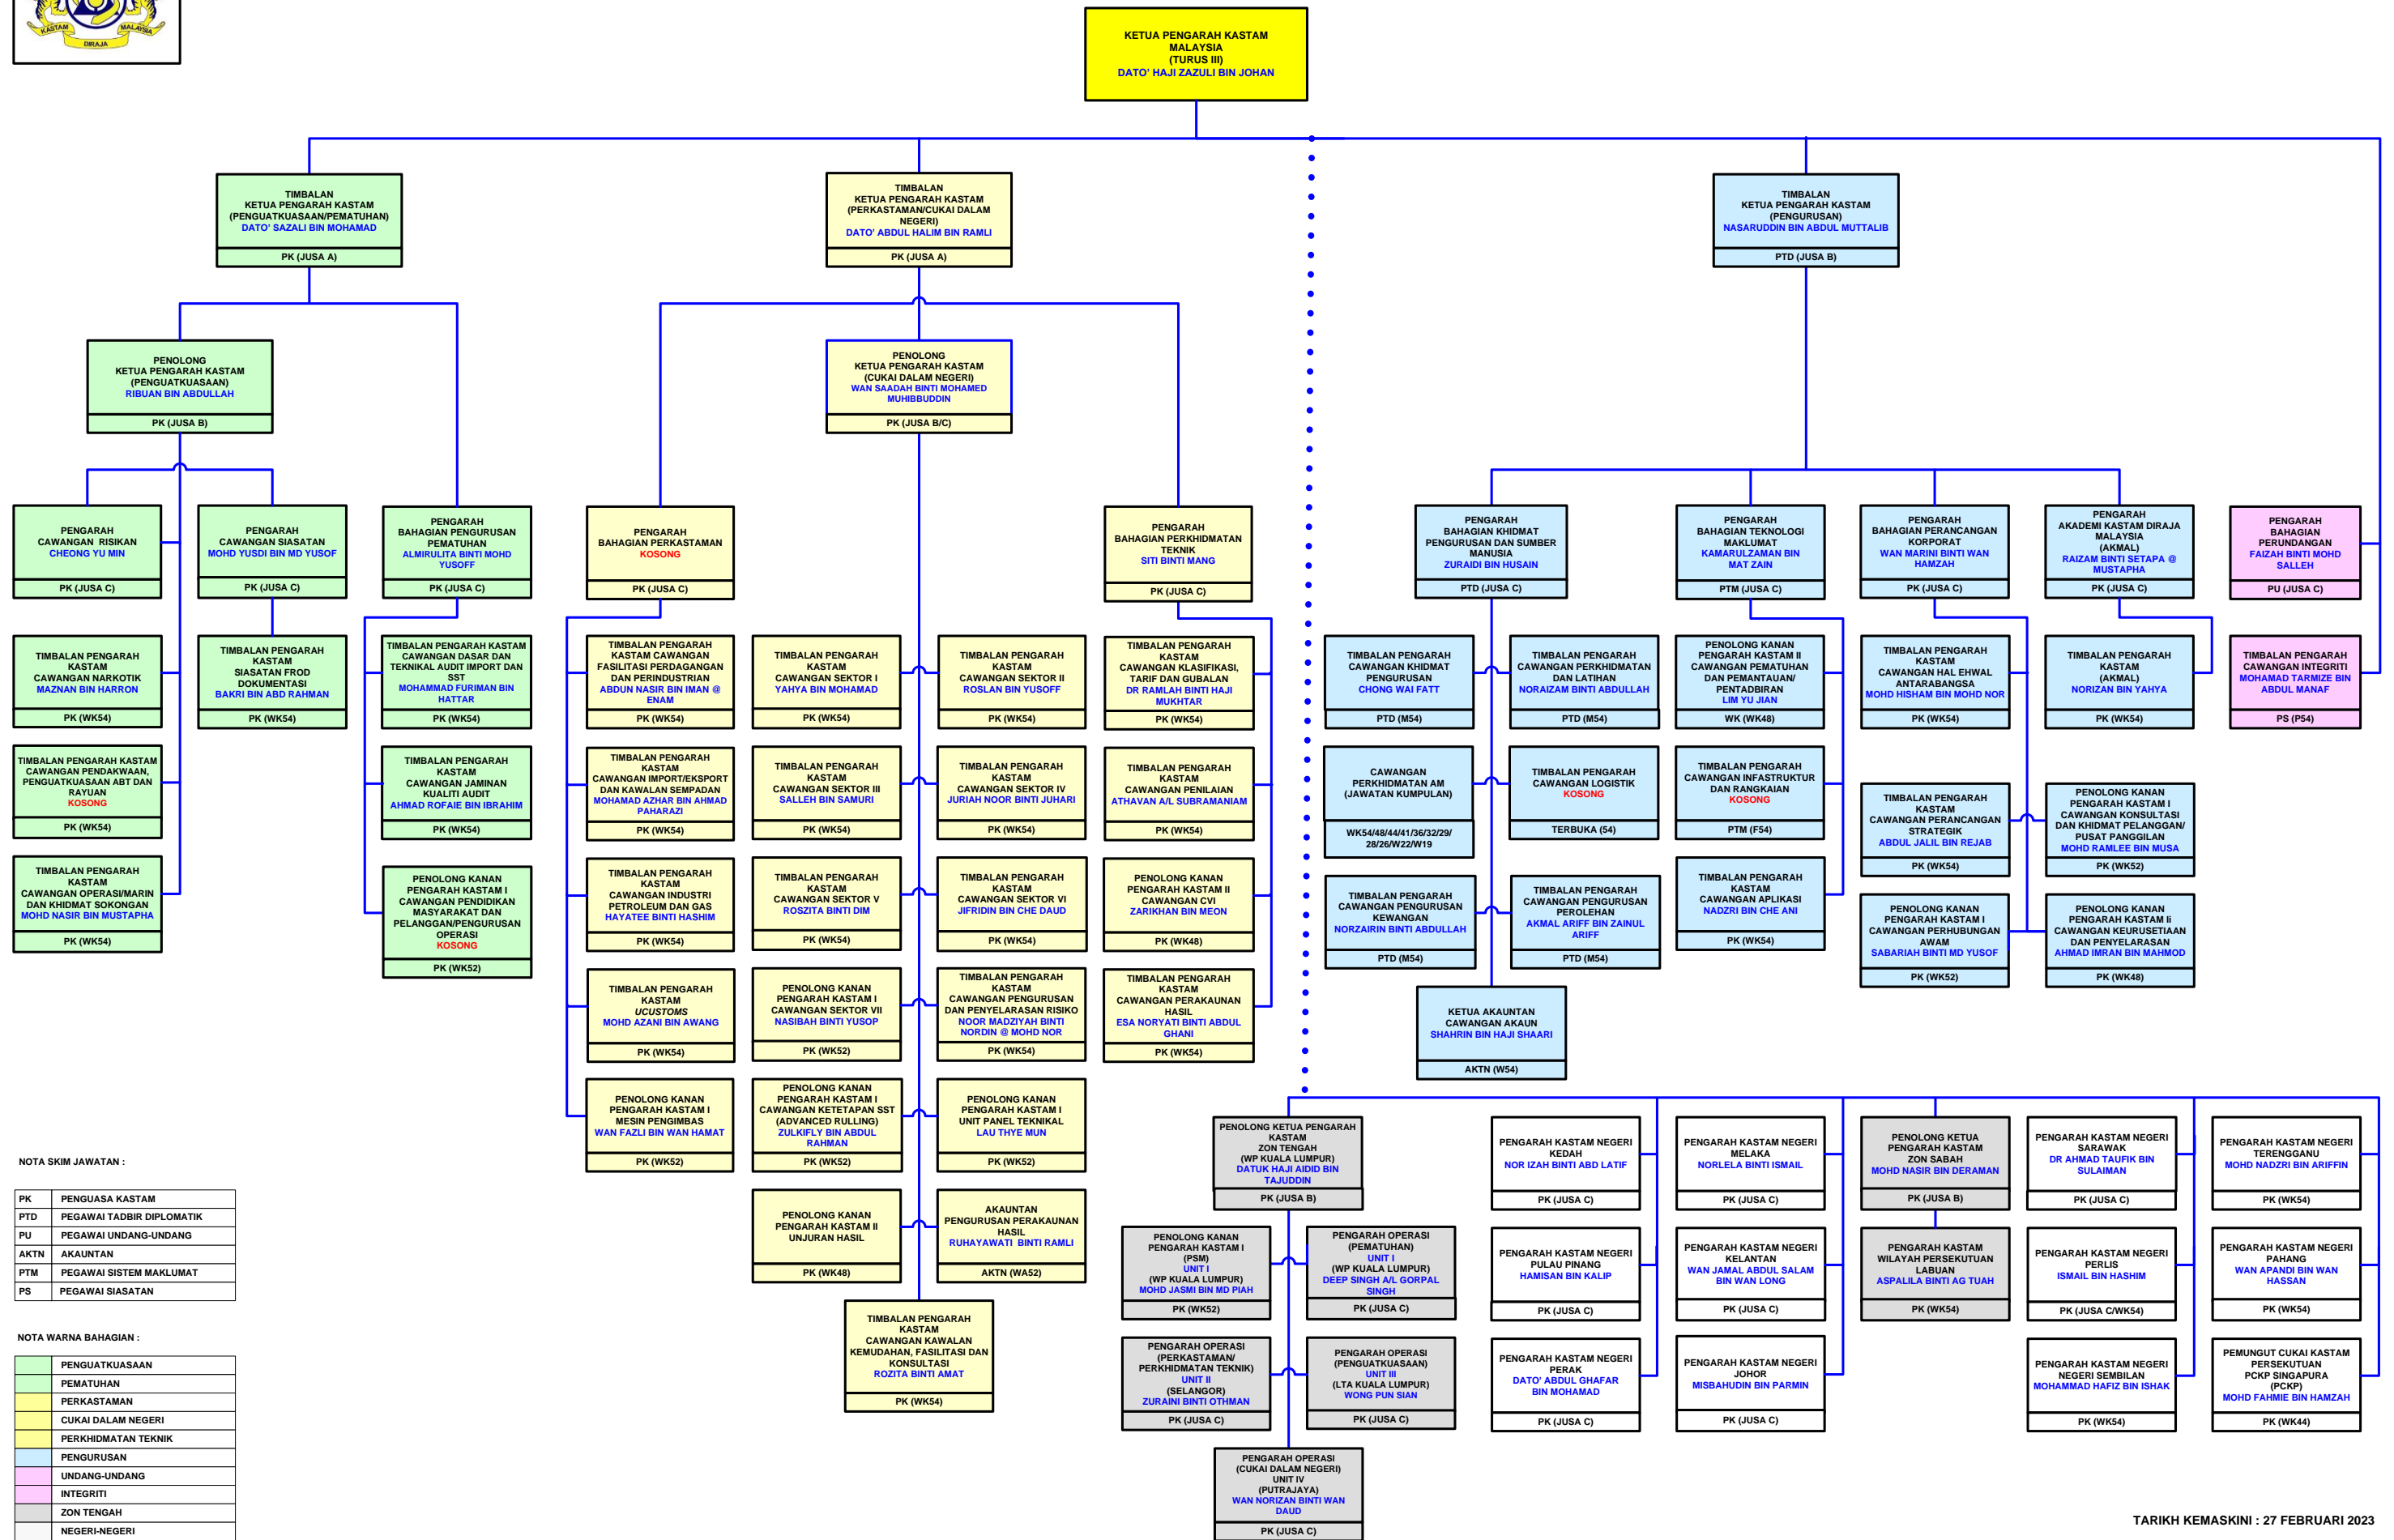 KASTAM
MALAYSIA
DIRAJA
KETUA PENGARAH KASTAM
MALAYSIA
(TURUS III)
DATO' HAJI ZAZULI BIN JOHAN
TIMBALAN
KETUA PENGARAH KASTAM
(PENGUATKUASAAN/PEMATUHAN)
DATO' SAZALI BIN MOHAMAD
PK (JUSA A)
TIMBALAN
KETUA PENGARAH KASTAM
(PERKASTAMAN/CUKAI DALAM
NEGERI)
DATO' ABDUL HALIM BIN RAMLI
PK (JUSA A)
TIMBALAN
KETUA PENGARAH KASTAM
(PENGURUSAN)
NASARUDDIN BIN ABDUL MUTTALIB
PTD (JUSA B)
PENOLONG
KETUA PENGARAH KASTAM
(PENGUATKUASAAN)
RIBUAN BIN ABDULLAH
PK (JUSA B)
PENOLONG
KETUA PENGARAH KASTAM
(CUKAI DALAM NEGERI)
WAN SAADAH BINTI MOHAMED
MUHIBBUDDIN
PK (JUSA B/C)
PENGARAH
CAWANGAN  RISIKAN
CHEONG YU MIN
PK (JUSA C)
PENGARAH
CAWANGAN SIASATAN
MOHD YUSDI BIN MD YUSOF
PK (JUSA C)
PENGARAH
BAHAGIAN PENGURUSAN
PEMATUHAN
ALMIRULITA BINTI MOHD
YUSOFF
PK (JUSA C)
PENGARAH
BAHAGIAN PERKASTAMAN
KOSONG
PK (JUSA C)
PENGARAH
BAHAGIAN PERKHIDMATAN
TEKNIK
SITI BINTI MANG
PK (JUSA C)
PENGARAH
BAHAGIAN KHIDMAT
PENGURUSAN DAN SUMBER
MANUSIA
ZURAIDI BIN HUSAIN
PTD (JUSA C)
PENGARAH
BAHAGIAN TEKNOLOGI
MAKLUMAT
KAMARULZAMAN BIN
MAT ZAIN
PTM (JUSA C)
PENGARAH
BAHAGIAN PERANCANGAN
KORPORAT
WAN MARINI BINTI WAN
HAMZAH
PK (JUSA C)
PENGARAH
AKADEMI KASTAM DIRAJA
MALAYSIA
(AKMAL)
RAIZAM BINTI SETAPA @
MUSTAPHA
PK (JUSA C)
PENGARAH
BAHAGIAN
PERUNDANGAN
FAIZAH BINTI MOHD
SALLEH
PU (JUSA C)
TIMBALAN PENGARAH
KASTAM
CAWANGAN NARKOTIK
MAZNAN BIN HARRON
PK (WK54)
TIMBALAN PENGARAH
KASTAM
SIASATAN FROD
DOKUMENTASI
BAKRI BIN ABD RAHMAN
PK (WK54)
TIMBALAN PENGARAH KASTAM
CAWANGAN DASAR DAN
TEKNIKAL AUDIT IMPORT DAN
SST
MOHAMMAD FURIMAN BIN
HATTAR
PK (WK54)
TIMBALAN PENGARAH
KASTAM CAWANGAN
FASILITASI PERDAGANGAN
DAN PERINDUSTRIAN
ABDUN NASIR BIN IMAN @
ENAM
PK (WK54)
TIMBALAN PENGARAH
KASTAM
CAWANGAN SEKTOR I
YAHYA BIN MOHAMAD
PK (WK54)
TIMBALAN PENGARAH
KASTAM
CAWANGAN SEKTOR II
ROSLAN BIN YUSOFF
PK (WK54)
TIMBALAN PENGARAH
KASTAM
CAWANGAN KLASIFIKASI,
TARIF DAN GUBALAN
DR RAMLAH BINTI HAJI
MUKHTAR
PK (WK54)
TIMBALAN PENGARAH
CAWANGAN KHIDMAT
PENGURUSAN
CHONG WAI FATT
PTD (M54)
TIMBALAN PENGARAH
CAWANGAN PERKHIDMATAN
DAN LATIHAN
NORAIZAM BINTI ABDULLAH
PTD (M54)
PENOLONG KANAN
PENGARAH KASTAM II
CAWANGAN PEMATUHAN
DAN PEMANTAUAN/
PENTADBIRAN
LIM YU JIAN
WK (WK48)
TIMBALAN PENGARAH
KASTAM
CAWANGAN HAL EHWAL
ANTARABANGSA
MOHD HISHAM BIN MOHD NOR
PK (WK54)
TIMBALAN PENGARAH
KASTAM
(AKMAL)
NORIZAN BIN YAHYA
PK (WK54)
TIMBALAN PENGARAH
CAWANGAN INTEGRITI
MOHAMAD TARMIZE BIN
ABDUL MANAF
PS (P54)
TIMBALAN PENGARAH KASTAM
CAWANGAN PENDAKWAAN,
PENGUATKUASAAN ABT DAN
RAYUAN
KOSONG
PK (WK54)
TIMBALAN PENGARAH
KASTAM
CAWANGAN JAMINAN
KUALITI AUDIT
AHMAD ROFAIE BIN IBRAHIM
PK (WK54)
TIMBALAN PENGARAH
KASTAM
CAWANGAN IMPORT/EKSPORT
DAN KAWALAN SEMPADAN
MOHAMAD AZHAR BIN AHMAD
PAHARAZI
PK (WK54)
TIMBALAN PENGARAH
KASTAM
CAWANGAN SEKTOR III
SALLEH BIN SAMURI
PK (WK54)
TIMBALAN PENGARAH
KASTAM
CAWANGAN SEKTOR IV
JURIAH NOOR BINTI JUHARI
PK (WK54)
TIMBALAN PENGARAH
KASTAM
CAWANGAN PENILAIAN
ATHAVAN A/L SUBRAMANIAM
PK (WK54)
CAWANGAN
PERKHIDMATAN AM
(JAWATAN KUMPULAN)
WK54/48/44/41/36/32/29/
28/26/W22/W19
TIMBALAN PENGARAH
CAWANGAN LOGISTIK
KOSONG
TERBUKA (54)
TIMBALAN PENGARAH
CAWANGAN INFASTRUKTUR
DAN RANGKAIAN
KOSONG
PTM (F54)
TIMBALAN PENGARAH
KASTAM
CAWANGAN PERANCANGAN
STRATEGIK
ABDUL JALIL BIN REJAB
PK (WK54)
PENOLONG KANAN
PENGARAH KASTAM I
CAWANGAN KONSULTASI
DAN KHIDMAT PELANGGAN/
PUSAT PANGGILAN
MOHD RAMLEE BIN MUSA
PK (WK52)
TIMBALAN PENGARAH
KASTAM
CAWANGAN OPERASI/MARIN
DAN KHIDMAT SOKONGAN
MOHD NASIR BIN MUSTAPHA
PK (WK54)
PENOLONG KANAN
PENGARAH KASTAM I
CAWANGAN PENDIDIKAN
MASYARAKAT DAN
PELANGGAN/PENGURUSAN
OPERASI
KOSONG
PK (WK52)
TIMBALAN PENGARAH
KASTAM
CAWANGAN INDUSTRI
PETROLEUM DAN GAS
HAYATEE BINTI HASHIM
PK (WK54)
TIMBALAN PENGARAH
KASTAM
CAWANGAN SEKTOR V
ROSZITA BINTI DIM
PK (WK54)
TIMBALAN PENGARAH
KASTAM
CAWANGAN SEKTOR VI
JIFRIDIN BIN CHE DAUD
PK (WK54)
PENOLONG KANAN
PENGARAH KASTAM II
CAWANGAN CVI
ZARIKHAN BIN MEON
PK (WK48)
TIMBALAN PENGARAH
CAWANGAN PENGURUSAN
KEWANGAN
NORZAIRIN BINTI ABDULLAH
PTD (M54)
TIMBALAN PENGARAH
CAWANGAN PENGURUSAN
PEROLEHAN
AKMAL ARIFF BIN ZAINUL
ARIFF
PTD (M54)
TIMBALAN PENGARAH
KASTAM
CAWANGAN APLIKASI
NADZRI BIN CHE ANI
PK (WK54)
PENOLONG KANAN
PENGARAH KASTAM I
CAWANGAN PERHUBUNGAN
AWAM
SABARIAH BINTI MD YUSOF
PK (WK52)
PENOLONG KANAN
PENGARAH KASTAM Ii
CAWANGAN KEURUSETIAAN
DAN PENYELARASAN
AHMAD IMRAN BIN MAHMOD
PK (WK48)
TIMBALAN PENGARAH
KASTAM
UCUSTOMS
MOHD AZANI BIN AWANG
PK (WK54)
PENOLONG KANAN
PENGARAH KASTAM I
CAWANGAN SEKTOR VII
NASIBAH BINTI YUSOP
PK (WK52)
TIMBALAN PENGARAH
KASTAM
CAWANGAN PENGURUSAN
DAN PENYELARASAN RISIKO
NOOR MADZIYAH BINTI
NORDIN @ MOHD NOR
PK (WK54)
TIMBALAN PENGARAH
KASTAM
CAWANGAN PERAKAUNAN
HASIL
ESA NORYATI BINTI ABDUL
GHANI
PK (WK54)
KETUA AKAUNTAN
CAWANGAN AKAUN
SHAHRIN BIN HAJI SHAARI
AKTN (W54)
PENOLONG KANAN
PENGARAH KASTAM I
MESIN PENGIMBAS
WAN FAZLI BIN WAN HAMAT
PK (WK52)
PENOLONG KANAN
PENGARAH KASTAM I
CAWANGAN KETETAPAN SST
(ADVANCED RULLING)
ZULKIFLY BIN ABDUL
RAHMAN
PK (WK52)
PENOLONG KANAN
PENGARAH KASTAM I
UNIT PANEL TEKNIKAL
LAU THYE MUN
PK (WK52)
PENOLONG KETUA PENGARAH
KASTAM
ZON TENGAH
(WP KUALA LUMPUR)
DATUK HAJI AIDID BIN
TAJUDDIN
PK (JUSA B)
PENGARAH KASTAM NEGERI
KEDAH
NOR IZAH BINTI ABD LATIF
PK (JUSA C)
PENGARAH KASTAM NEGERI
MELAKA
NORLELA BINTI ISMAIL
PK (JUSA C)
PENOLONG KETUA
PENGARAH KASTAM
ZON SABAH
MOHD NASIR BIN DERAMAN
PK (JUSA B)
PENGARAH KASTAM NEGERI
SARAWAK
DR AHMAD TAUFIK BIN
SULAIMAN
PK (JUSA C)
PENGARAH KASTAM NEGERI
TERENGGANU
MOHD NADZRI BIN ARIFFIN
PK (WK54)
PENOLONG KANAN
PENGARAH KASTAM II
UNJURAN HASIL
PK (WK48)
AKAUNTAN
PENGURUSAN PERAKAUNAN
HASIL
RUHAYAWATI  BINTI RAMLI
AKTN (WA52)
PENOLONG KANAN
PENGARAH KASTAM I
(PSM)
UNIT I
(WP KUALA LUMPUR)
MOHD JASMI BIN MD PIAH
PK (WK52)
PENGARAH OPERASI
(PEMATUHAN)
UNIT I
(WP KUALA LUMPUR)
DEEP SINGH A/L GORPAL
SINGH
PK (JUSA C)
PENGARAH KASTAM NEGERI
PULAU PINANG
HAMISAN BIN KALIP
PK (JUSA C)
PENGARAH KASTAM NEGERI
KELANTAN
WAN JAMAL ABDUL SALAM
BIN WAN LONG
PK (JUSA C)
PENGARAH KASTAM
WILAYAH PERSEKUTUAN
LABUAN
ASPALILA BINTI AG TUAH
PK (WK54)
PENGARAH KASTAM NEGERI
PERLIS
ISMAIL BIN HASHIM
PK (JUSA C/WK54)
PENGARAH KASTAM NEGERI
PAHANG
WAN APANDI BIN WAN
HASSAN
PK (WK54)
TIMBALAN PENGARAH
KASTAM
CAWANGAN KAWALAN
KEMUDAHAN, FASILITASI DAN
KONSULTASI
ROZITA BINTI AMAT
PK (WK54)
PENGARAH OPERASI
(PERKASTAMAN/
PERKHIDMATAN TEKNIK)
UNIT II
(SELANGOR)
ZURAINI BINTI OTHMAN
PK (JUSA C)
PENGARAH OPERASI
(PENGUATKUASAAN)
UNIT III
(LTA KUALA LUMPUR)
WONG PUN SIAN
PK (JUSA C)
PENGARAH KASTAM NEGERI
PERAK
DATO' ABDUL GHAFAR
BIN MOHAMAD
PK (JUSA C)
PENGARAH KASTAM NEGERI
JOHOR
MISBAHUDIN BIN PARMIN
PK (JUSA C)
PENGARAH KASTAM NEGERI
NEGERI SEMBILAN
MOHAMMAD HAFIZ BIN ISHAK
PK (WK54)
PEMUNGUT CUKAI KASTAM
PERSEKUTUAN
PCKP SINGAPURA
(PCKP)
MOHD FAHMIE BIN HAMZAH
PK (WK44)
PENGARAH OPERASI
(CUKAI DALAM NEGERI)
UNIT IV
(PUTRAJAYA)
WAN NORIZAN BINTI WAN
DAUD
PK (JUSA C)
NOTA SKIM JAWATAN :
PK PENGUASA KASTAM
PTD PEGAWAI TADBIR DIPLOMATIK
PU PEGAWAI UNDANG-UNDANG
AKTN AKAUNTAN
PTM PEGAWAI SISTEM MAKLUMAT
PS PEGAWAI SIASATAN
NOTA WARNA BAHAGIAN :
PENGUATKUASAAN
PEMATUHAN
PERKASTAMAN
CUKAI DALAM NEGERI
PERKHIDMATAN TEKNIK
PENGURUSAN
UNDANG-UNDANG
INTEGRITI
ZON TENGAH
NEGERI-NEGERI
TARIKH KEMASKINI : 27 FEBRUARI 2023